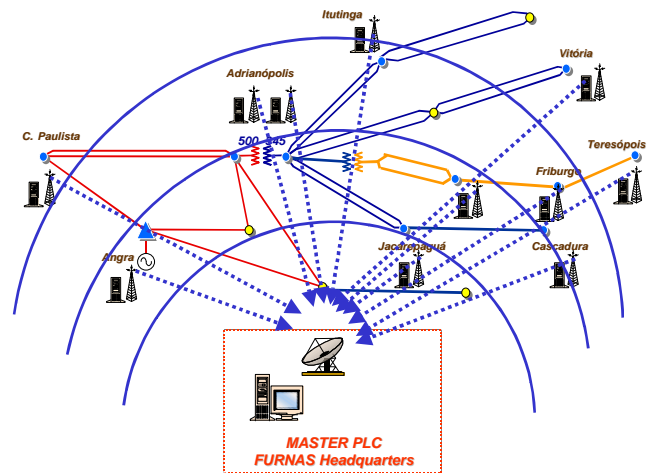 Itutinga
Vitória
Adrianópolis
C. Paulista
500 345
Teresópois
Friburgo
Jacarepaguá
Cascadura
Angra
MASTER PLC
FURNAS Headquarters